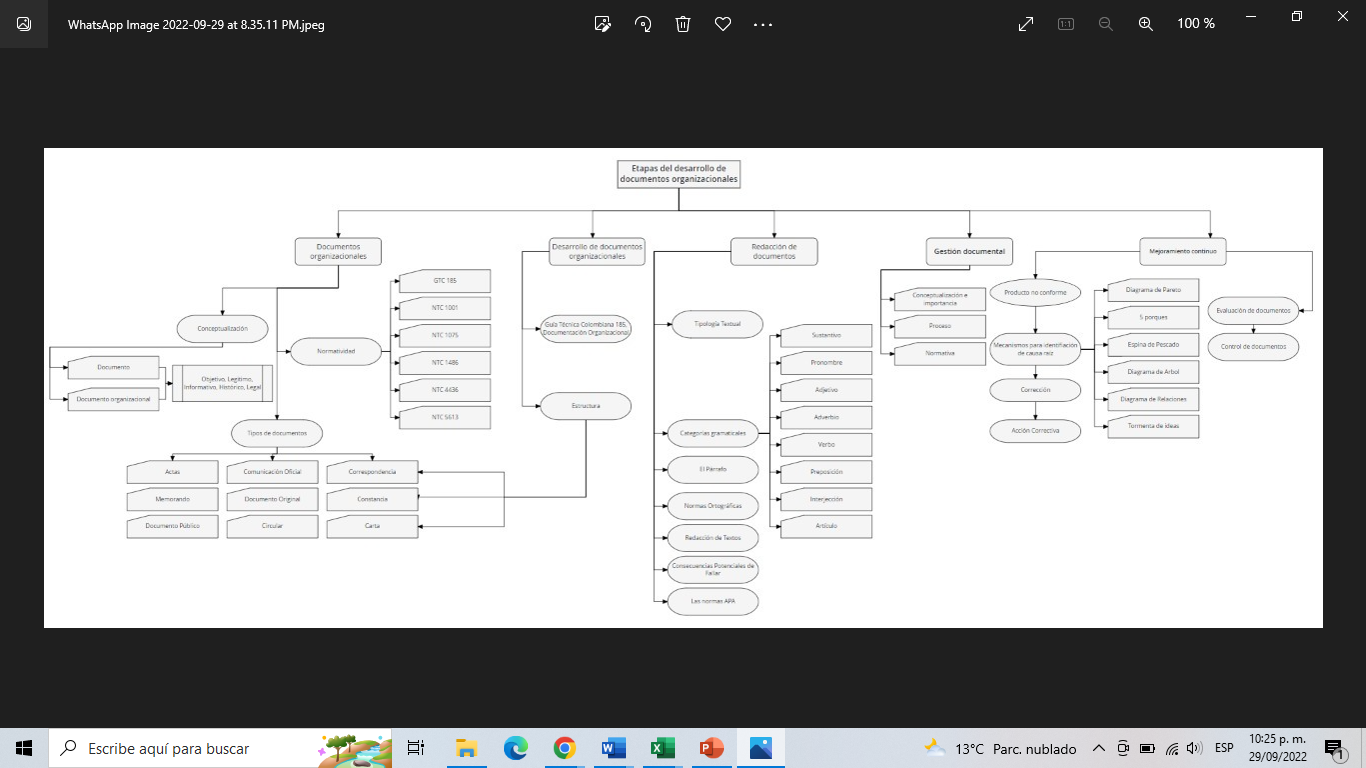 WhatsApp Image 2022-09-29 at 8.35.11 PM.jpeg
1:1
100 %
Etapas del desarrollo de
documentos organizacionales
Documentos
organizacionales
Desarrollo de documentos
organizacionales
Redacción de
documentos
Gestión documental
Mejoramiento continuo
Conceptualización
Documento
Documento organizacional
Objetivo, Legítimo,
Informativo, Histórico, Legal
Normatividad
GTC 185
NTC 1001
NTC 1075
NTC 1486
NTC 4436
NTC 5613
Tipos de documentos
Actas
Comunicación Oficial
Correspondencia
Memorando
Documento Original
Constancia
Documento Público
Circular
Carta
Guía Técnica Colombiana 185,
Documentación Organizacional
Estructura
Tipología Textual
Categorías gramaticales
El Párrafo
Normas Ortográficas
Redacción de Textos
Consecuencias Potenciales de
Fallar
Las normas APA
Sustantivo
Pronombre
Adjetivo
Adverbio
Verbo
Preposición
Interjección
Artículo
Conceptualización e
importancia
Proceso
Normativa
Producto no conforme
Mecanismos para identifiación
de causa raíz
Corrección
Acción Correctiva
Diagrama de Pareto
5 porques
Espina de Pescado
Diagrama de Arbol
Diagrama de Relaciones
Tormenta de ideas
Evaluación de documentos
Control de documentos
Escribe aquí para buscar
13°C Parc. nublado
ESP
10:25 p. m.
29/09/2022
1